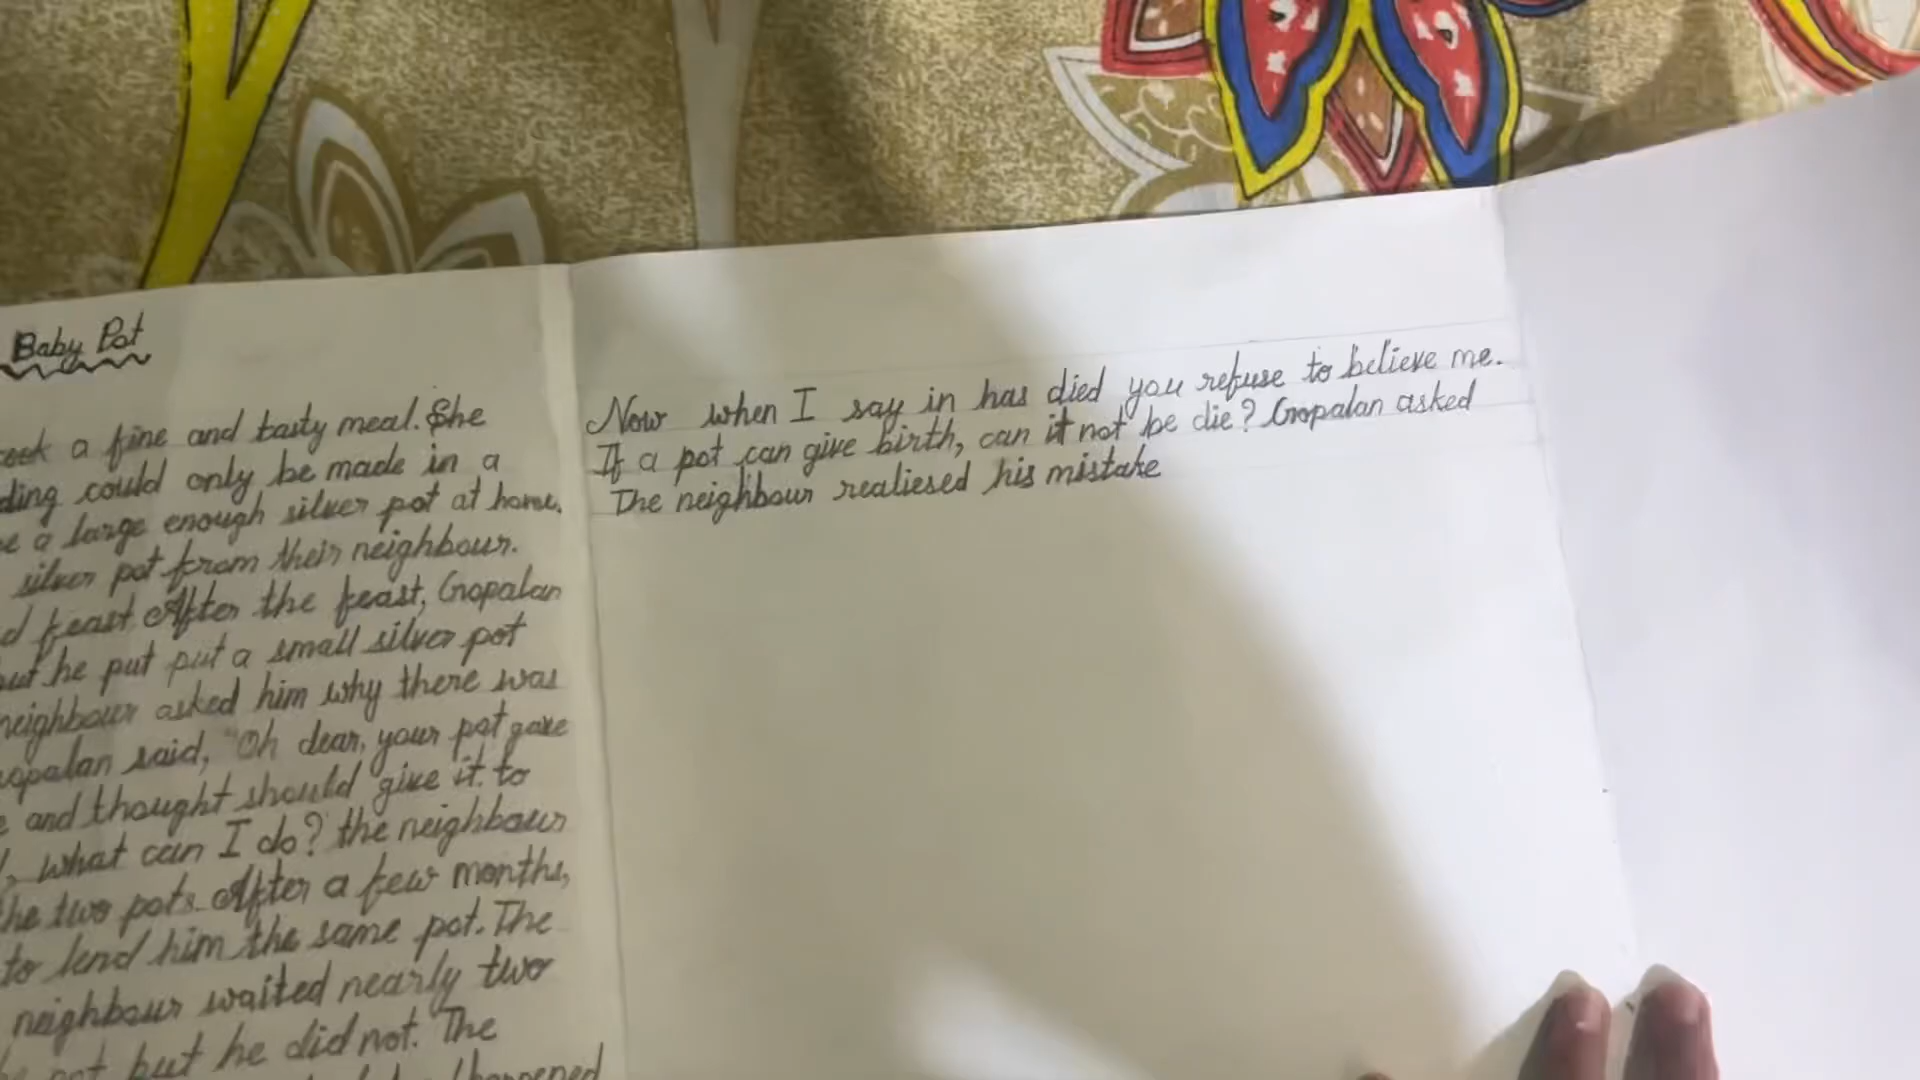 Baby Pot
a fine and tasty meal. She
ding could only be made in a
e a large enough silver pot at home.
silver pot from their neighbour.
d feast After the feast, Gopalan
ut he put put a small silver pot
neighbour asked him why there was
opalan said, "Oh dear, your pot gave
e and thought should give it to
, what can I do? the neighbour
he two pots. After a few months,
to lend him the same pot. The
neighbour waited nearly two
pot but he did not. The
happened
Now when I say in has died you refuse to believe me.
If a pot can give birth, can it not be die? Gopalan asked
The neighbour realiesed his mistake